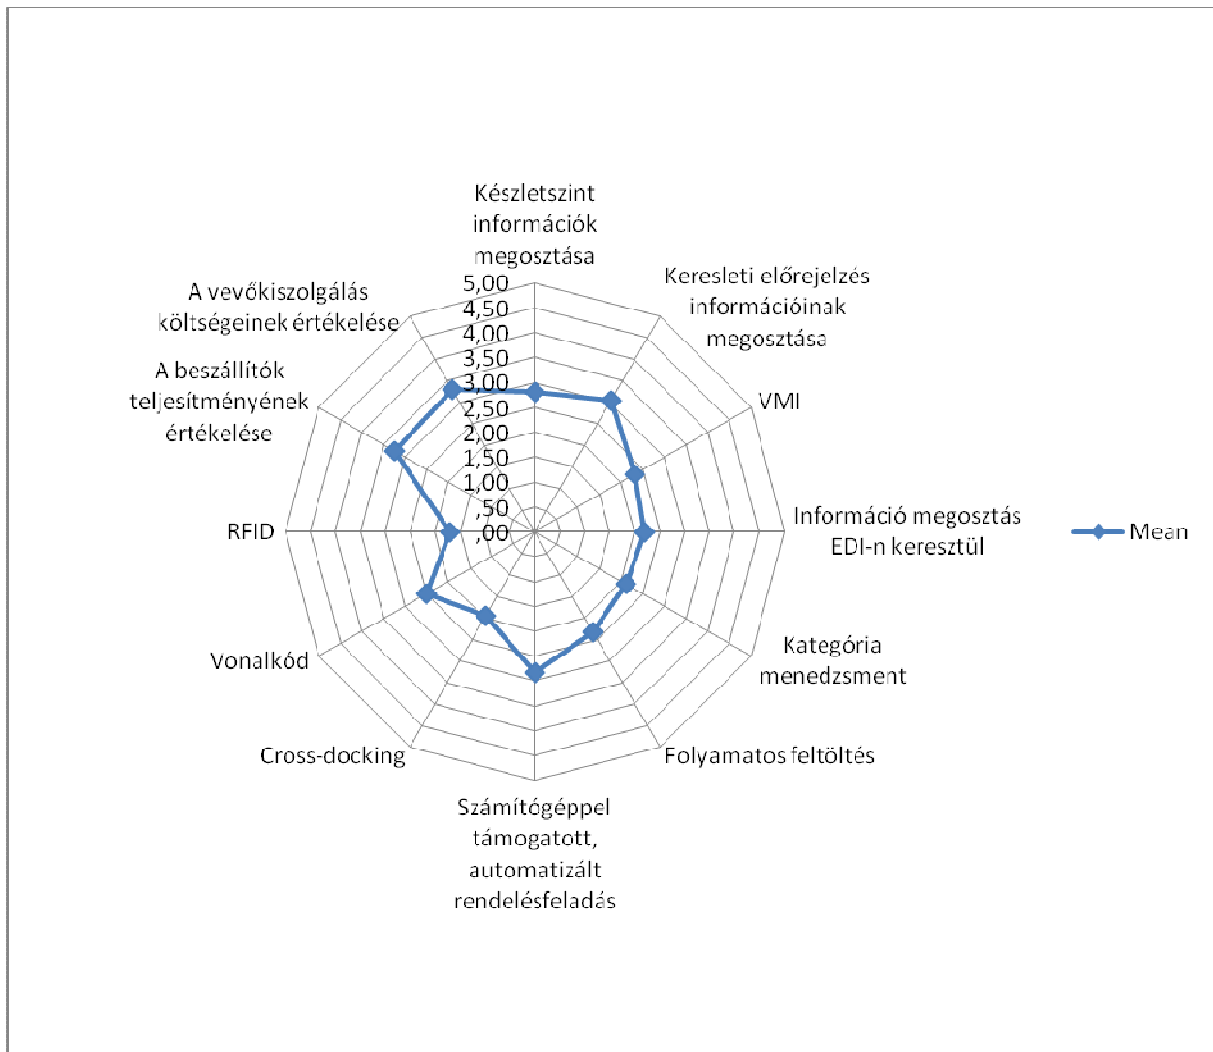 Készletszint
információk
megosztása
Keresleti előrejelzés
információinak
megosztása
VMI
Információ megosztás
EDI-n keresztül
Kategória
menedzsment
Folyamatos feltöltés
Számítógéppel
támogatott,
automatizált
rendelésfeladás
Cross-docking
Vonalkód
RFID
A beszállítók
teljesítményének
értékelése
A vevőkiszolgálás
költségeinek értékelése
5,00
4,50
4,00
3,50
3,00
2,50
2,00
1,50
1,00
,50
,00
Mean